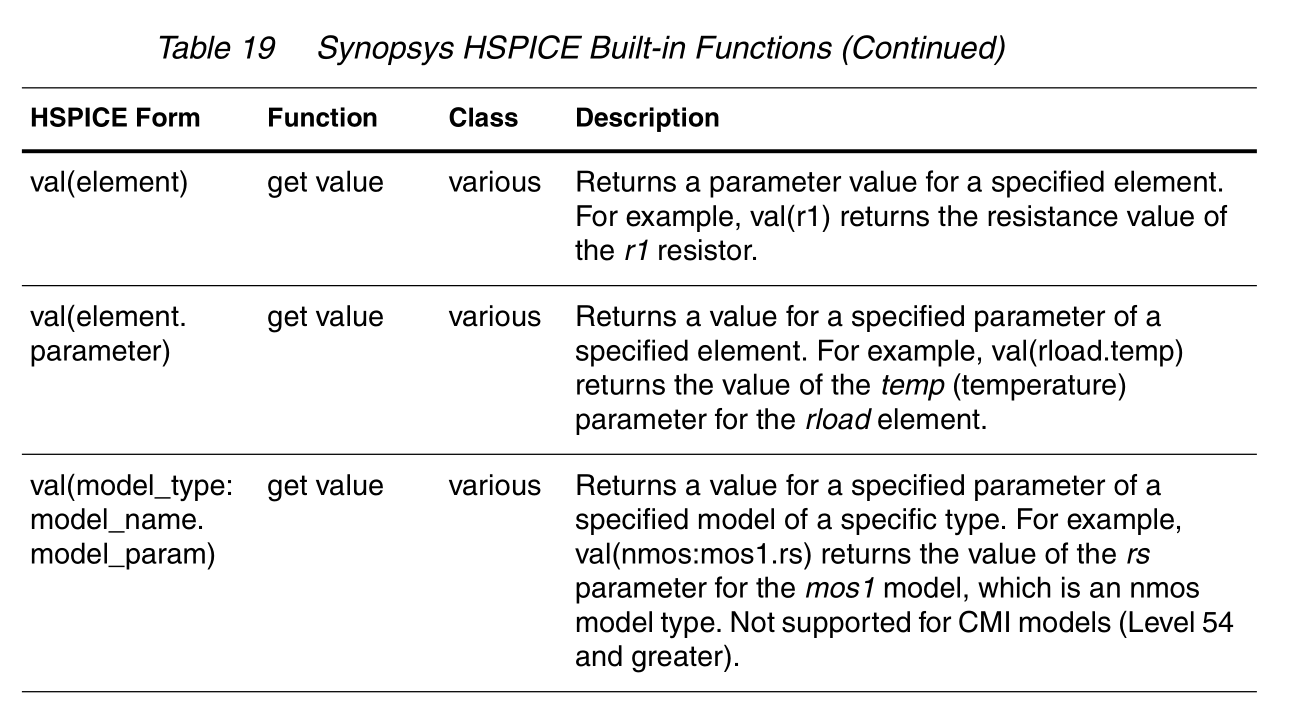 Table 19 Synopsys HSPICE Built-in Functions (Continued)
HSPICE Form Function Class Description
val(element) get value various Returns a parameter value for a specified element.
For example, val(r1) returns the resistance value of
the r1 resistor.
val(element. get value various Returns a value for a specified parameter of a
parameter) specified element. For example, val(rload.temp)
returns the value of the temp (temperature)
parameter for the rload element.
val(model_type: get value various Returns a value for a specified parameter of a
model_name. specified model of a specific type. For example,
model_param) val(nmos:mos1.rs) returns the value of the rs
parameter for the mos1 model, which is an nmos
model type. Not supported for CMI models (Level 54
and greater).